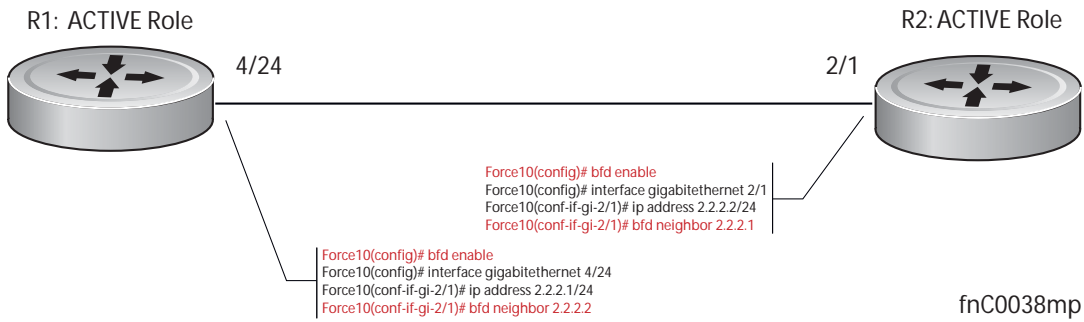 R1: ACTIVE Role
R2: ACTIVE Role
4/24
2/1
Force10(config)# bfd enable
Force10(config)# interface gigabitethernet 2/1
Force10(conf-if-gi-2/1)# ip address 2.2.2.2/24
Force10(conf-if-gi-2/1)# bfd neighbor 2.2.2.1
Force10(config)# bfd enable
Force10(config)# interface gigabitethernet 4/24
Force10(conf-if-gi-2/1)# ip address 2.2.2.1/24
Force10(conf-if-gi-2/1)# bfd neighbor 2.2.2.2
fnC0038mp